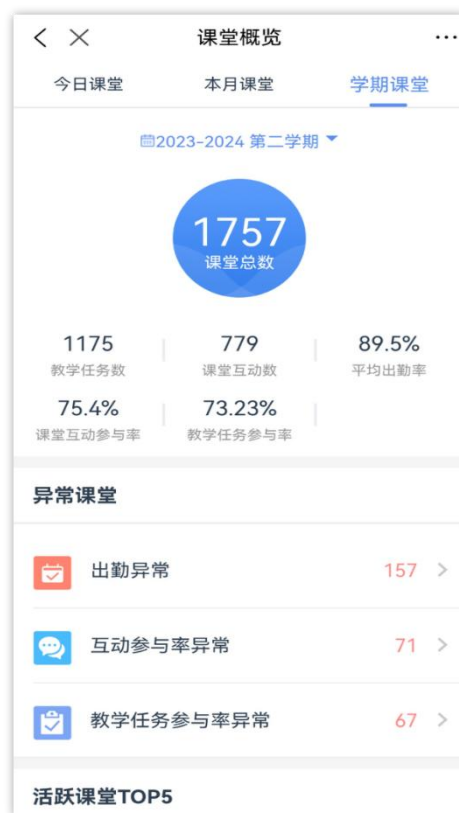 课堂概览
今日课堂 本月课堂 学期课堂
2023-2024 第二学期
1757
课堂总数
1175 779 89.5%
教学任务数 课堂互动数 平均出勤率
75.4% 73.23%
课堂互动参与率 教学任务参与率
异常课堂
出勤异常 157
互动参与率异常 71
教学任务参与率异常 67
活跃课堂TOP5